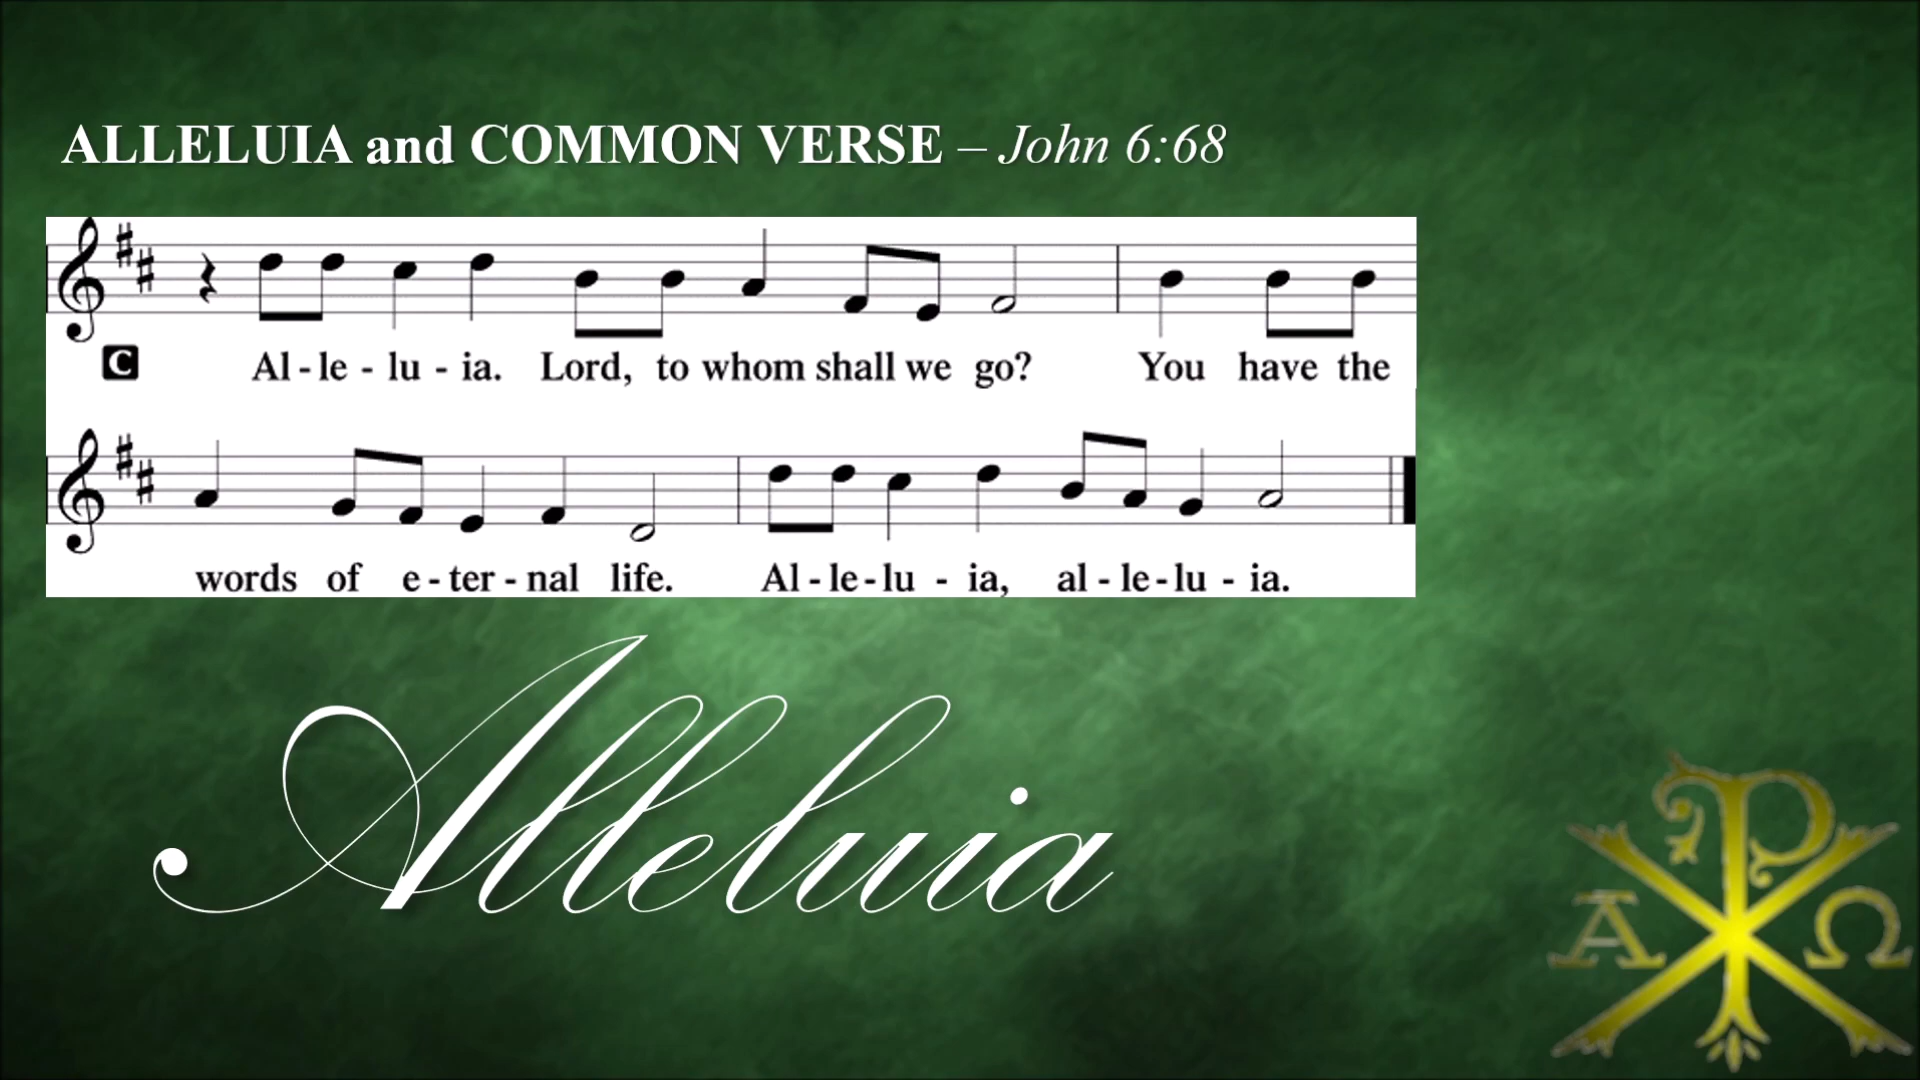 ALLELUIA and COMMON VERSE – John 6:68
C Al - le - lu - ia. Lord, to whom shall we go? You have the
words of e - ter - nal life. Al - le - lu - ia, al - le - lu - ia.
Alleluia
Α Ρ Ω